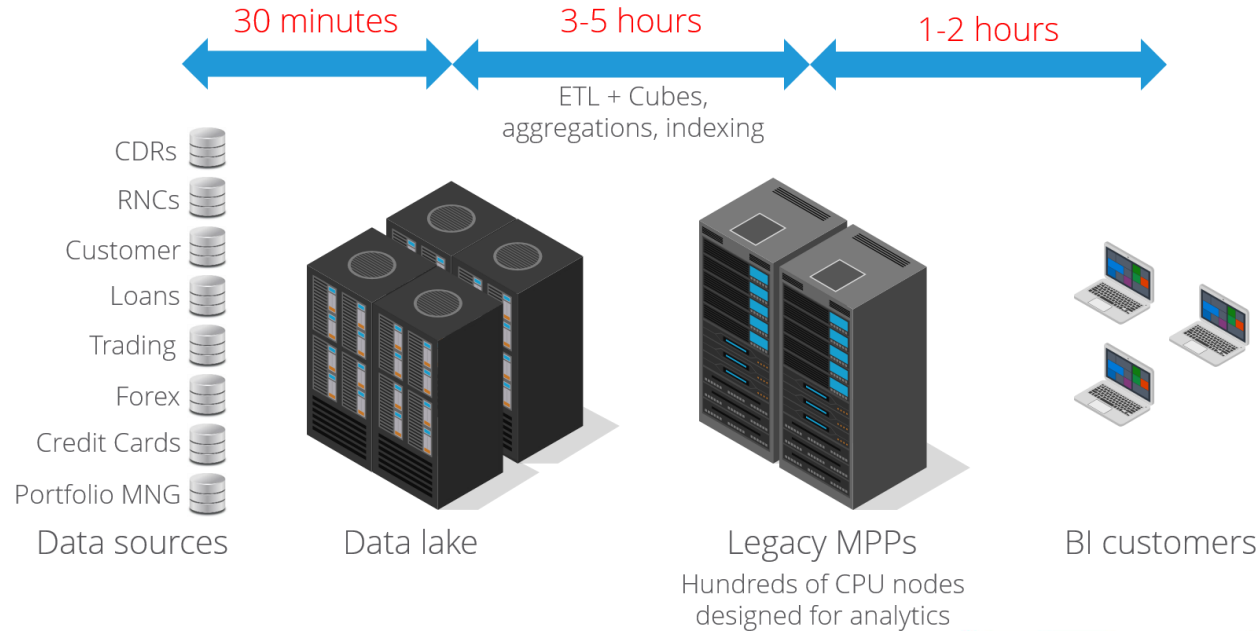 30 minutes
3-5 hours
1-2 hours
ETL + Cubes,
aggregations, indexing
CDRs
RNCs
Customer
Loans
Trading
Forex
Credit Cards
Portfolio MNG
Data sources
Data lake
Legacy MPPs
BI customers
Hundreds of CPU nodes
designed for analytics